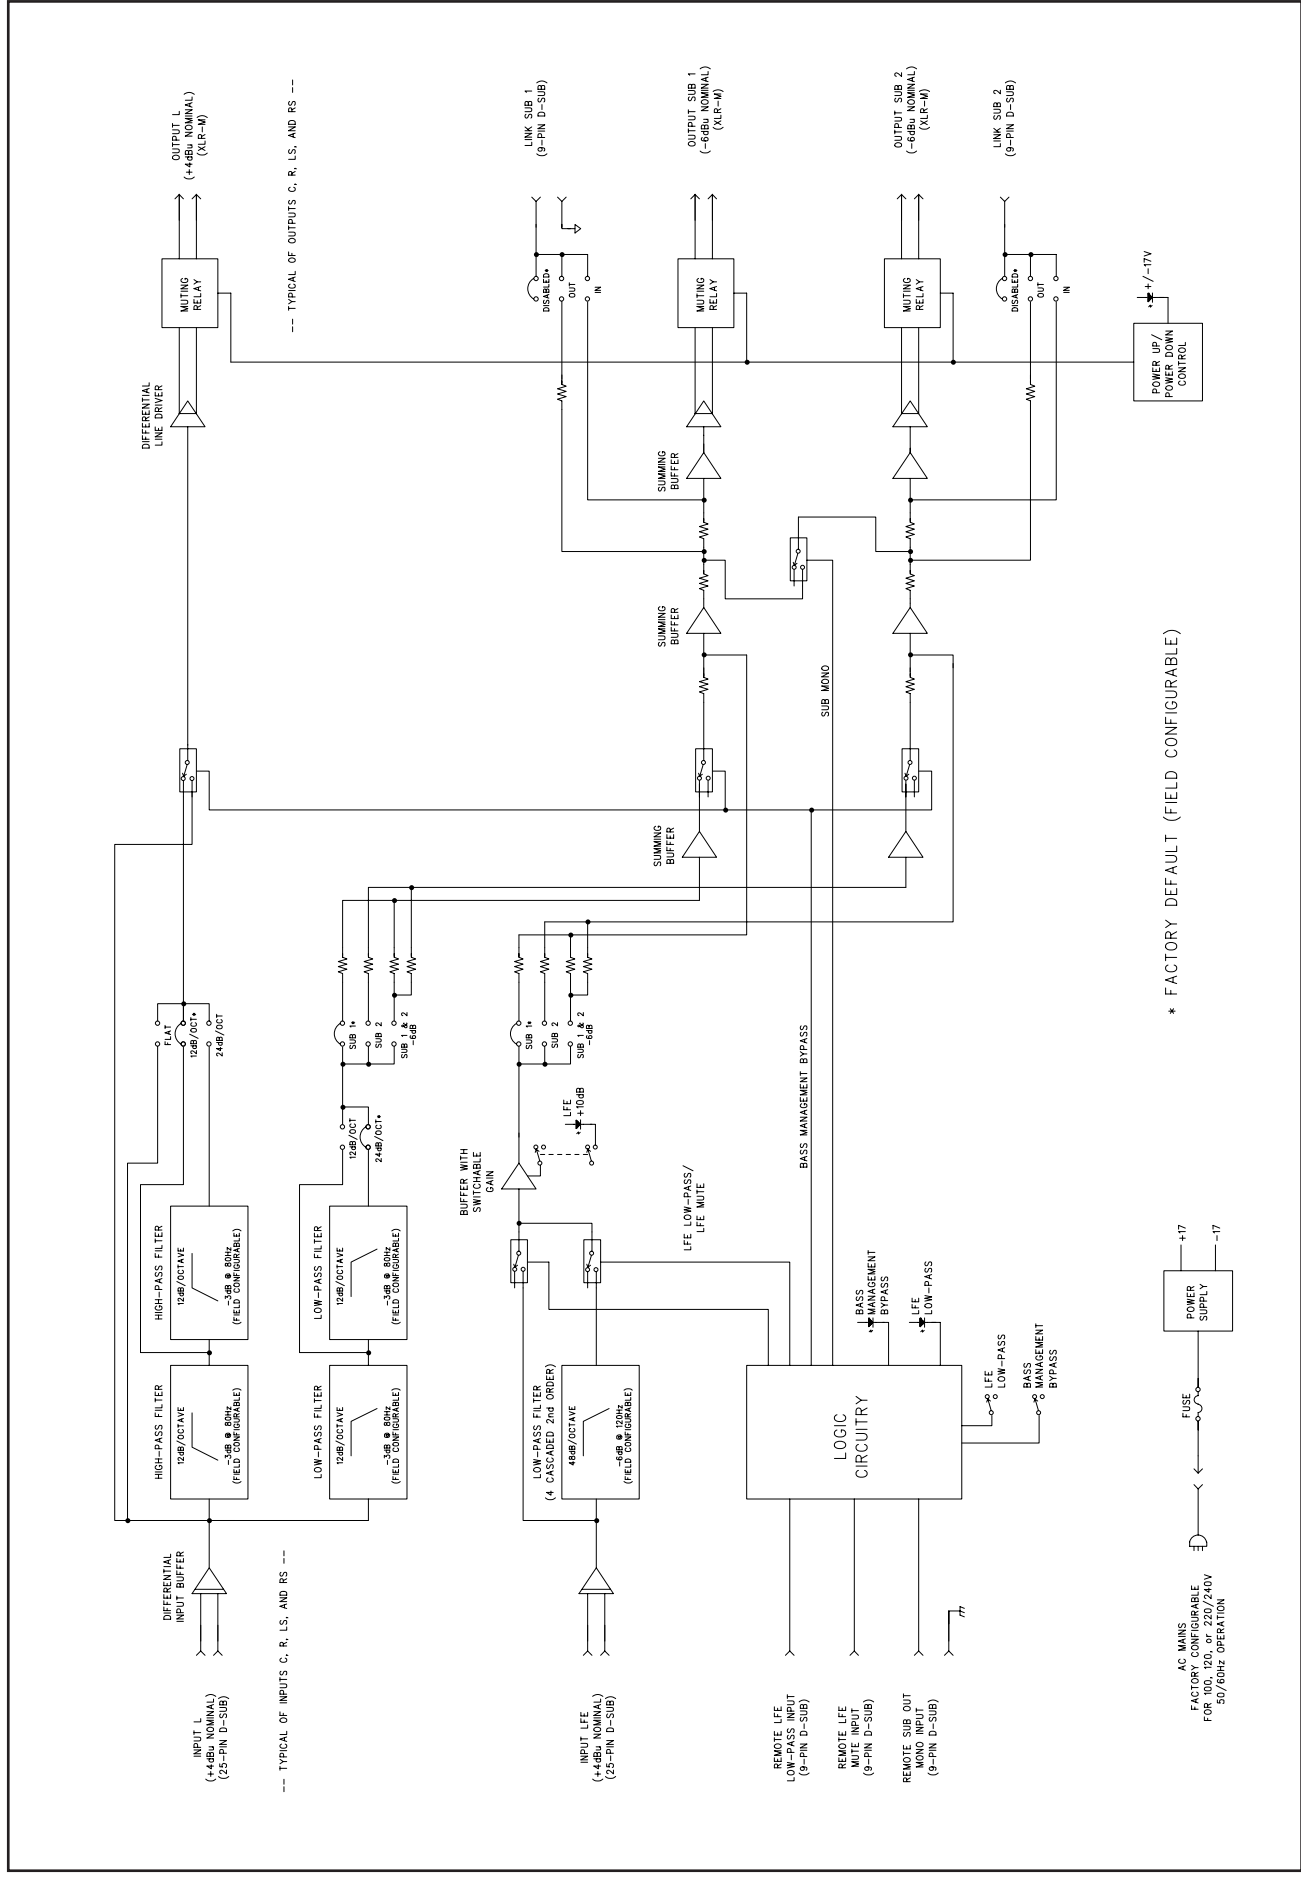 INPUT L
(+4dBu NOMINAL)
(25-PIN D-SUB)
-- TYPICAL OF INPUTS C, R, LS, AND RS --
DIFFERENTIAL
INPUT BUFFER
HIGH-PASS FILTER
12dB/OCTAVE
-3dB @ 80Hz
(FIELD CONFIGURABLE)
HIGH-PASS FILTER
12dB/OCTAVE
-3dB @ 80Hz
(FIELD CONFIGURABLE)
FLAT
12dB/OCT*
24dB/OCT
DIFFERENTIAL
LINE DRIVER
MUTING
RELAY
OUTPUT L
(+4dBu NOMINAL)
(XLR-M)
-- TYPICAL OF OUTPUTS C, R, LS, AND RS --
LOW-PASS FILTER
12dB/OCTAVE
-3dB @ 80Hz
(FIELD CONFIGURABLE)
LOW-PASS FILTER
12dB/OCTAVE
-3dB @ 80Hz
(FIELD CONFIGURABLE)
12dB/OCT
24dB/OCT*
SUB 1*
SUB 2
SUB 1 & 2
-6dB
INPUT LFE
(+4dBu NOMINAL)
(25-PIN D-SUB)
LOW-PASS FILTER
(4 CASCADED 2nd ORDER)
48dB/OCTAVE
-6dB @ 120Hz
(FIELD CONFIGURABLE)
BUFFER WITH
SWITCHABLE
GAIN
LFE
+10dB
SUB 1*
SUB 2
SUB 1 & 2
-6dB
LINK SUB 1
(9-PIN D-SUB)
DISABLED*
OUT
IN
SUMMING
BUFFER
SUMMING
BUFFER
SUMMING
BUFFER
MUTING
RELAY
OUTPUT SUB 1
(-6dBu NOMINAL)
(XLR-M)
LFE LOW-PASS/
LFE MUTE
BASS MANAGEMENT BYPASS
SUB MONO
MUTING
RELAY
OUTPUT SUB 2
(-6dBu NOMINAL)
(XLR-M)
DISABLED*
OUT
IN
LINK SUB 2
(9-PIN D-SUB)
REMOTE LFE
LOW-PASS INPUT
(9-PIN D-SUB)
REMOTE LFE
MUTE INPUT
(9-PIN D-SUB)
REMOTE SUB OUT
MONO INPUT
(9-PIN D-SUB)
LOGIC
CIRCUITRY
BASS
MANAGEMENT
BYPASS
LFE
LOW-PASS
LFE
LOW-PASS
BASS
MANAGEMENT
BYPASS
POWER UP/
POWER DOWN
CONTROL
+/-17V
AC MAINS
FACTORY CONFIGURABLE
FOR 100, 120, or 220/240V
50/60Hz OPERATION
FUSE
POWER
SUPPLY
+17
-17
* FACTORY DEFAULT (FIELD CONFIGURABLE)